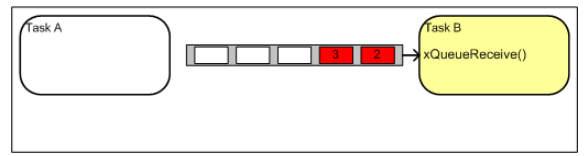 Task A
Task B
3 2
xQueueReceive()